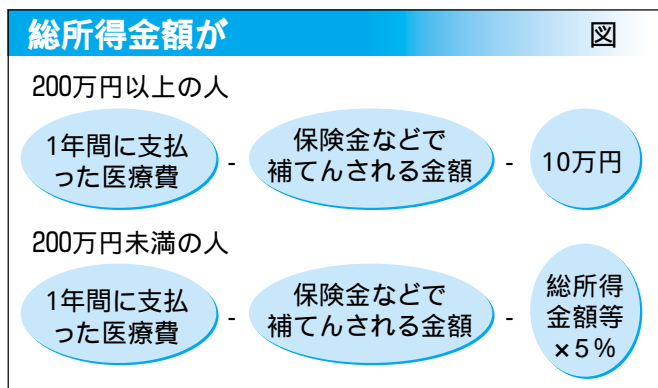 総所得金額が 図
200万円以上の人
1年間に支払
った医療費
-
保険金などで
補てんされる金額
-
10万円
200万円未満の人
1年間に支払
った医療費
-
保険金などで
補てんされる金額
-
総所得
金額等
×５％